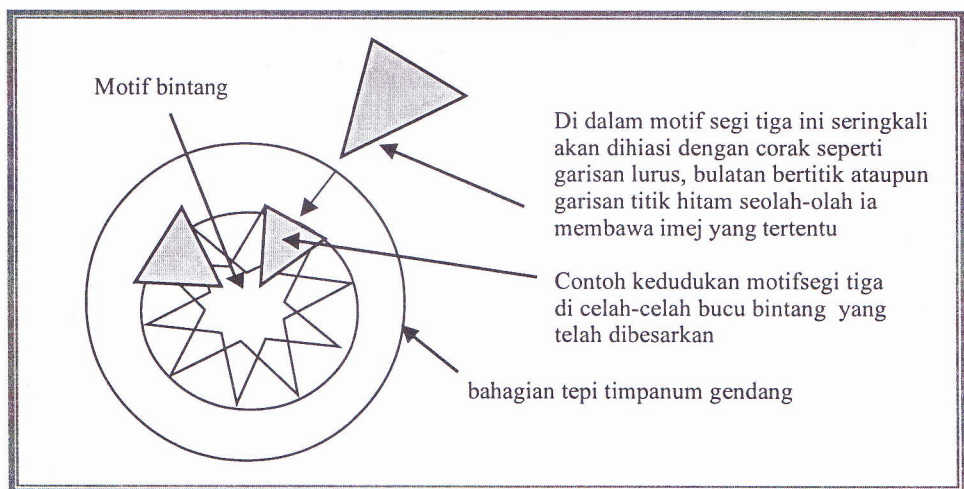 Motif bintang
Di dalam motif segi tiga ini seringkali
akan dihiasi dengan corak seperti
garisan lurus, bulatan bertitik ataupun
garisan titik hitam seolah-olah ia
membawa imej yang tertentu
Contoh kedudukan motifsegi tiga
di celah-celah bucu bintang yang
telah dibesarkan
bahagian tepi timpanum gendang